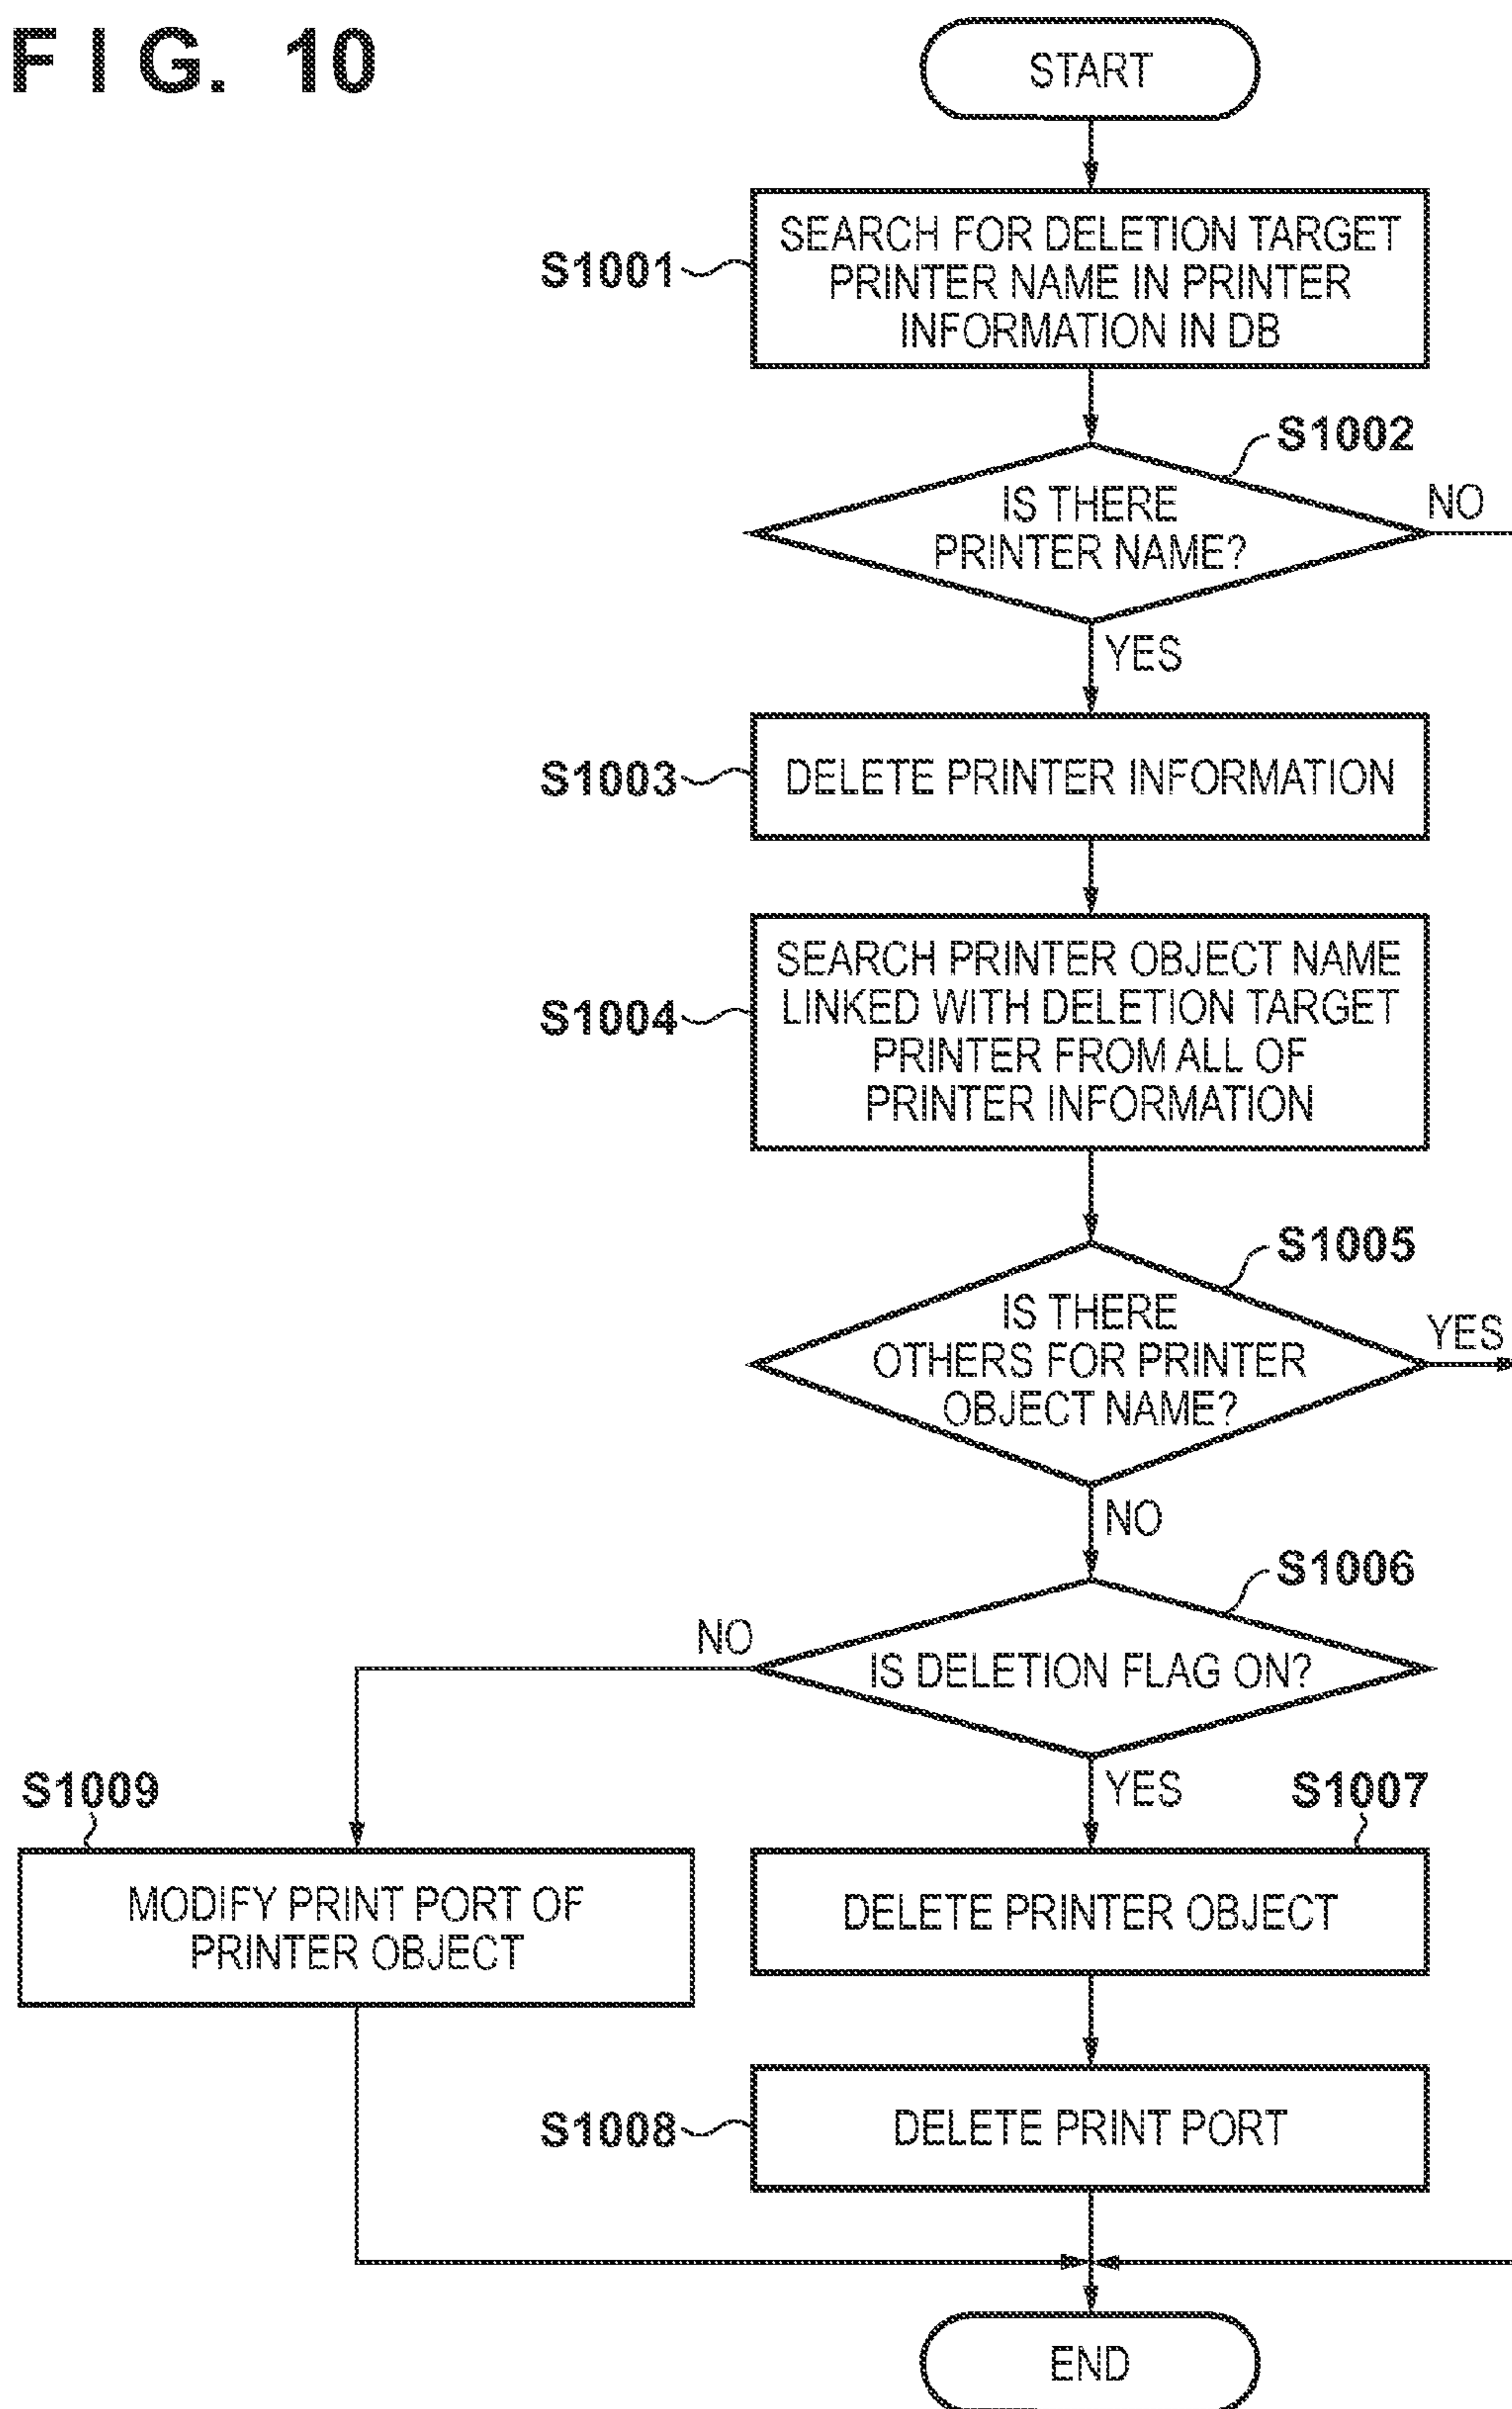 FIG. 10
START
S1001
SEARCH FOR DELETION TARGET
PRINTER NAME IN PRINTER
INFORMATION IN DB
S1002
IS THERE
PRINTER NAME?
NO
YES
S1003
DELETE PRINTER INFORMATION
S1004
SEARCH PRINTER OBJECT NAME
LINKED WITH DELETION TARGET
PRINTER FROM ALL OF
PRINTER INFORMATION
S1005
IS THERE
OTHERS FOR PRINTER
OBJECT NAME?
YES
NO
S1006
IS DELETION FLAG ON?
NO
YES
S1009
MODIFY PRINT PORT OF
PRINTER OBJECT
S1007
DELETE PRINTER OBJECT
S1008
DELETE PRINT PORT
END